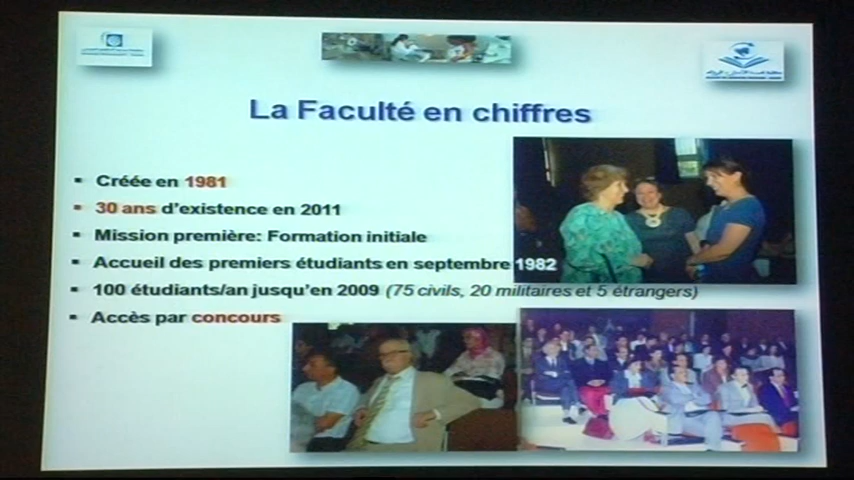 La Faculté en chiffres
▪ Créée en 1981
▪ 30 ans d'existence en 2011
▪ Mission première: Formation initiale
▪ Accueil des premiers étudiants en septembre 1982
▪ 100 étudiants/an jusqu'en 2009 (75 civils, 20 militaires et 5 étrangers)
▪ Accès par concours